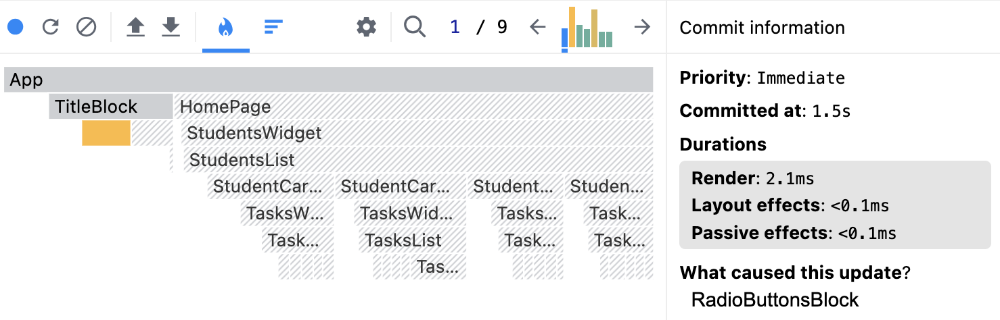 1 / 9
App
TitleBlock HomePage
StudentsWidget
StudentsList
StudentCar... StudentCar... Student... Studen...
TasksW... TasksWid... Tasks... Task...
Task... TasksList Task... Task...
Tas...
Commit information
Priority: Immediate
Committed at: 1.5s
Durations
Render: 2.1ms
Layout effects: <0.1ms
Passive effects: <0.1ms
What caused this update?
RadioButtonsBlock